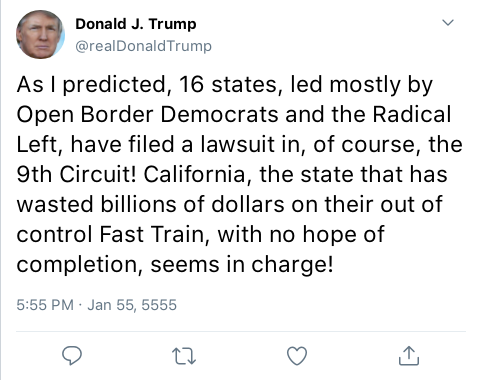 Donald J. Trump
@realDonaldTrump
As I predicted, 16 states, led mostly by
Open Border Democrats and the Radical
Left, have filed a lawsuit in, of course, the
9th Circuit! California, the state that has
wasted billions of dollars on their out of
control Fast Train, with no hope of
completion, seems in charge!
5:55 PM · Jan 55, 5555